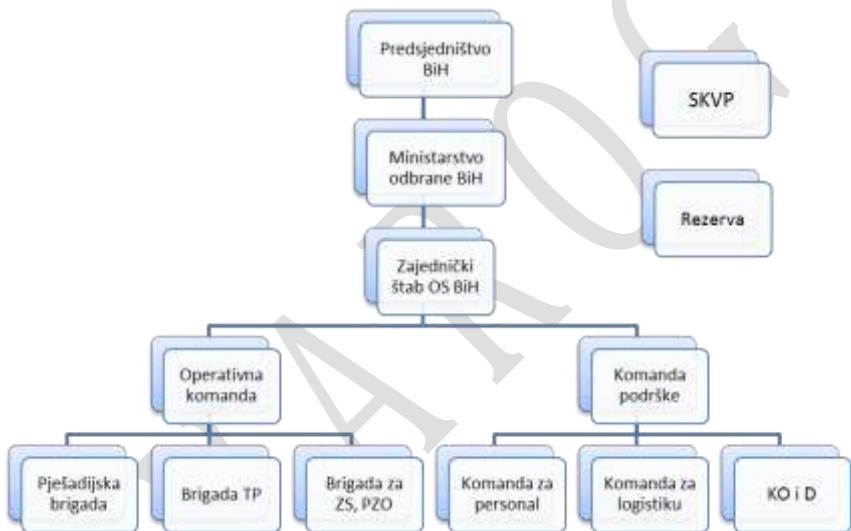 Predsjedništvo
BiH
SKVP
Ministarstvo
odbrane BiH
Rezerva
Zajednički
štab OS BiH
Operativna
komanda
Komanda
podrške
Pješadijska
brigada
Brigada TP
Brigada za
ZS, PZO
Komanda za
personal
Komanda za
logistiku
KO i D